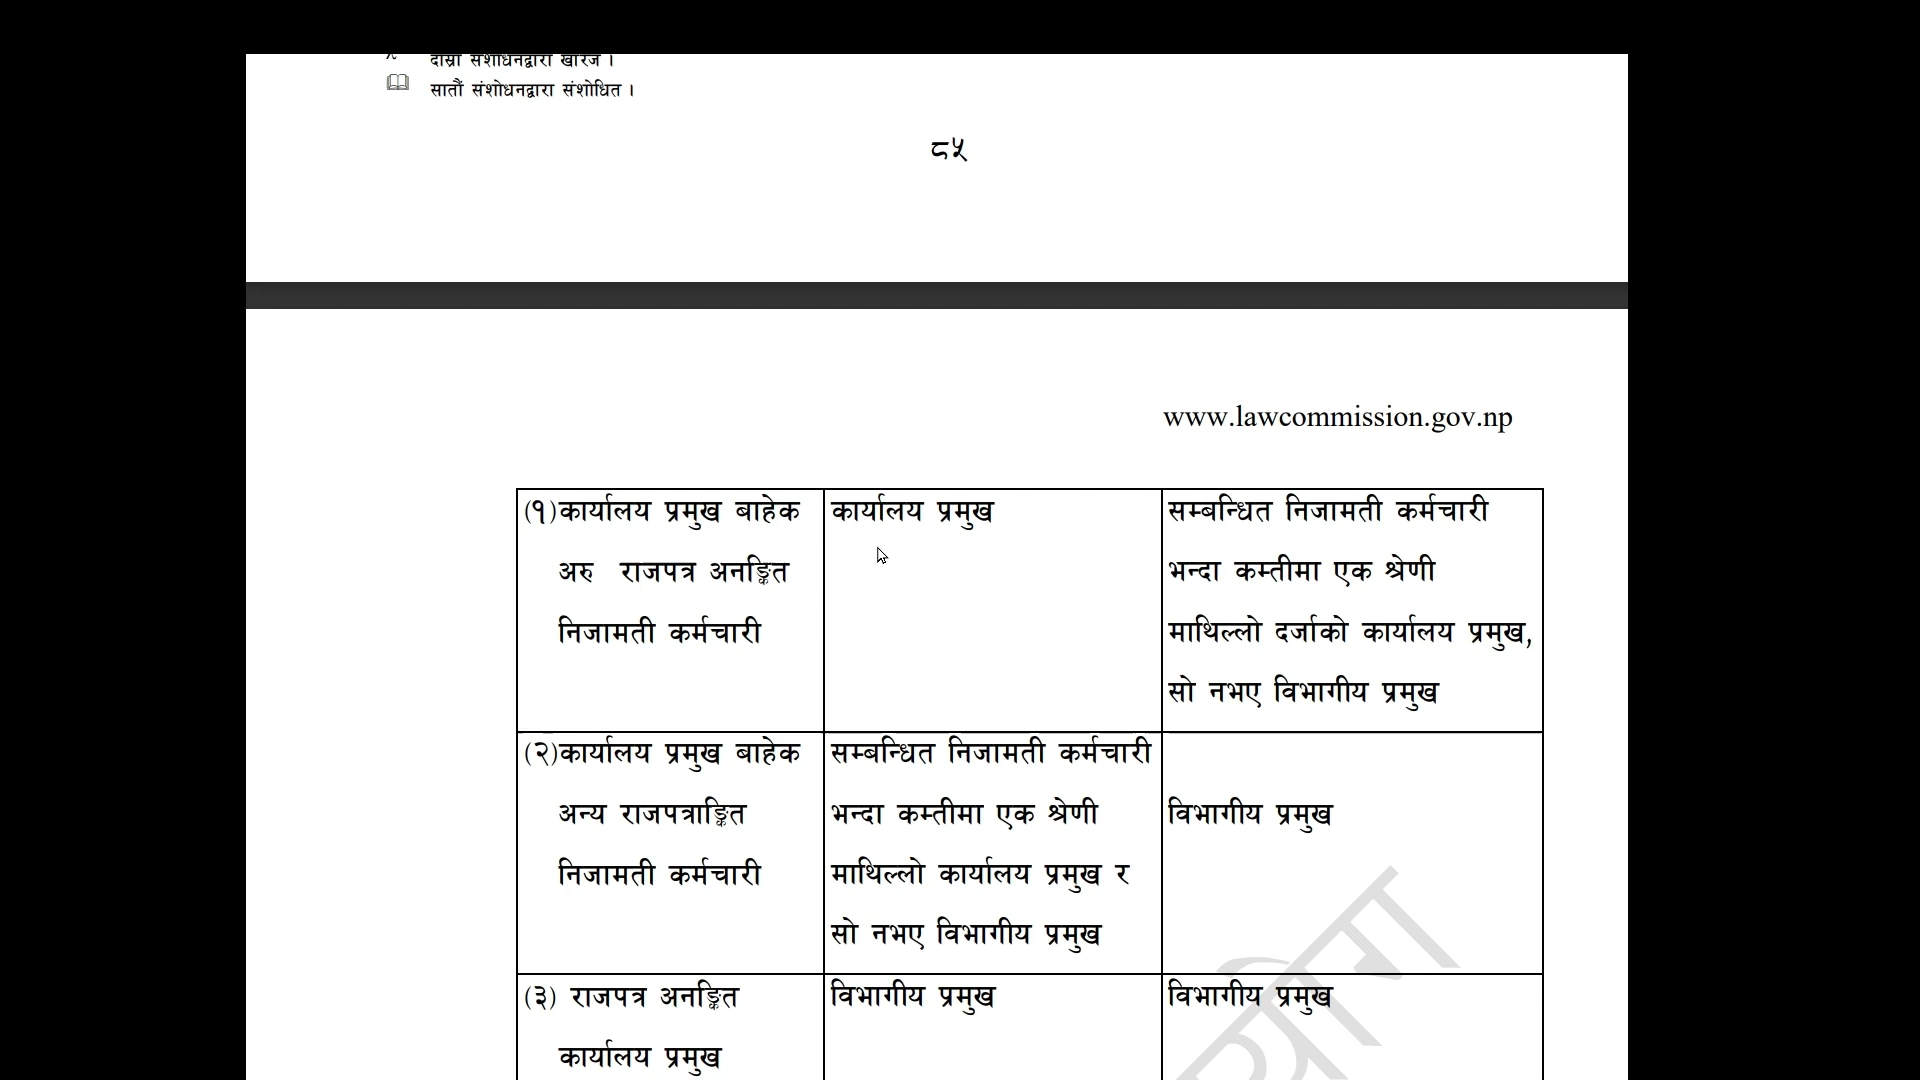 दोस्रो संशोधनद्वारा खारेज ।
सातौं संशोधनद्वारा संशोधित ।
८५
www.lawcommission.gov.np
(१)कार्यालय प्रमुख बाहेक
अरु राजपत्र अनङ्कित
निजामती कर्मचारी
कार्यालय प्रमुख
सम्बन्धित निजामती कर्मचारी
भन्दा कम्तीमा एक श्रेणी
माथिल्लो दर्जाको कार्यालय प्रमुख,
सो नभए विभागीय प्रमुख
(२)कार्यालय प्रमुख बाहेक
अन्य राजपत्राङ्कित
निजामती कर्मचारी
सम्बन्धित निजामती कर्मचारी
भन्दा कम्तीमा एक श्रेणी
माथिल्लो कार्यालय प्रमुख र
सो नभए विभागीय प्रमुख
विभागीय प्रमुख
(३) राजपत्र अनङ्कित
कार्यालय प्रमुख
विभागीय प्रमुख
विभागीय प्रमुख